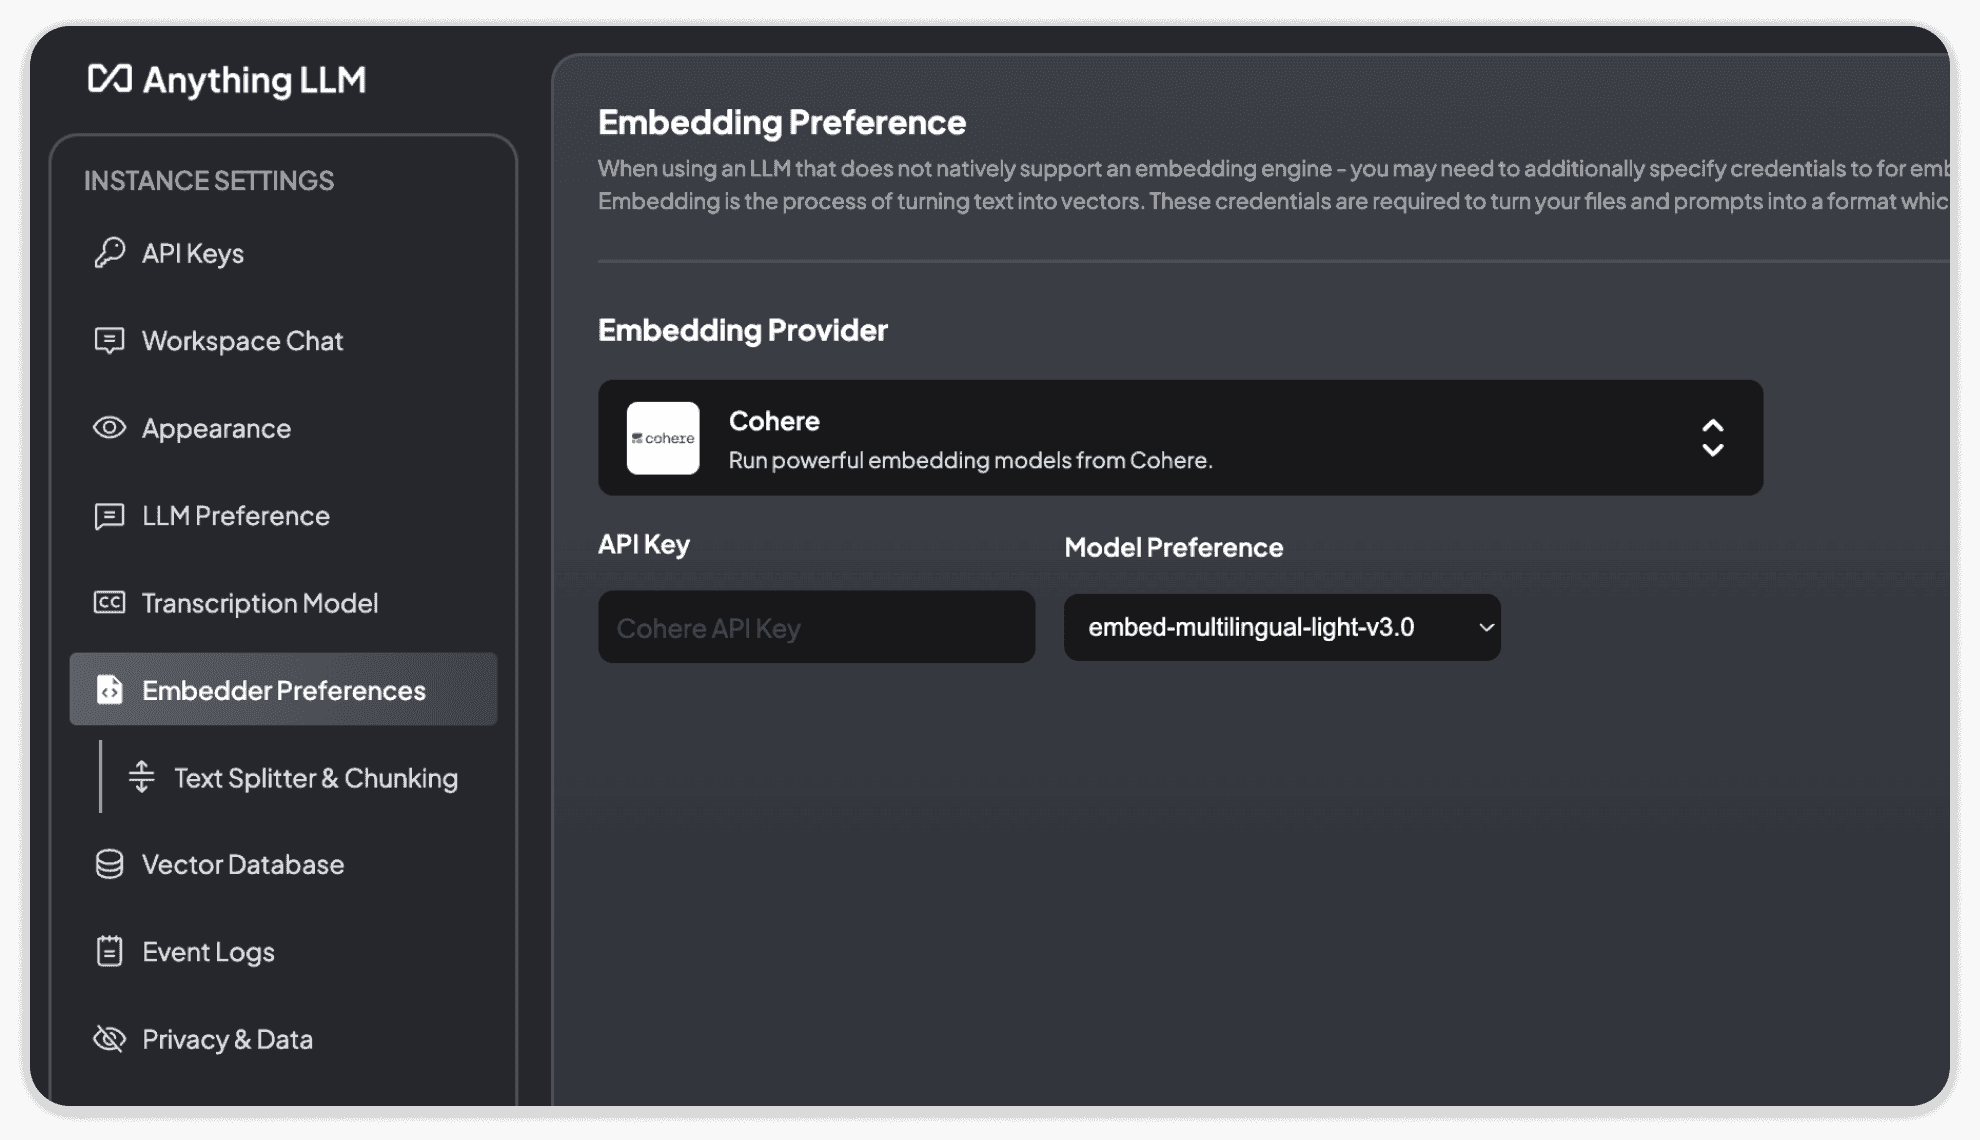 Anything LLM
INSTANCE SETTINGS
API Keys
Workspace Chat
Appearance
LLM Preference
CC Transcription Model
Embedder Preferences
Text Splitter & Chunking
Vector Database
Event Logs
Privacy & Data
Embedding Preference
When using an LLM that does not natively support an embedding engine - you may need to additionally specify credentials to for emb
Embedding is the process of turning text into vectors. These credentials are required to turn your files and prompts into a format whic
Embedding Provider
cohere
Cohere
Run powerful embedding models from Cohere.
API Key
Cohere API Key
Model Preference
embed-multilingual-light-v3.0